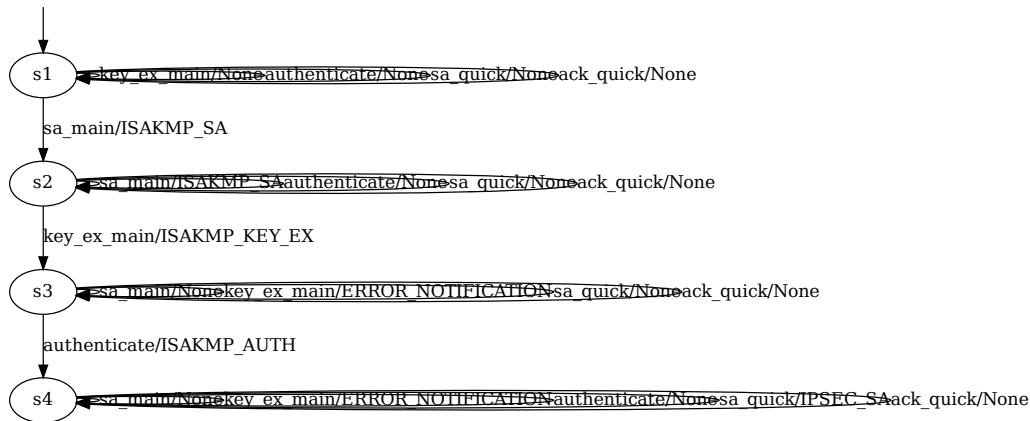 s1 key_ex_main/None authenticate/None sa_quick/None ack_quick/None
sa_main/ISAKMP_SA
s2 sa_main/ISAKMP_SA authenticate/None sa_quick/None ack_quick/None
key_ex_main/ISAKMP_KEY_EX
s3 sa_main/None key_ex_main/ERROR_NOTIFICATION sa_quick/None ack_quick/None
authenticate/ISAKMP_AUTH
s4 sa_main/None key_ex_main/ERROR_NOTIFICATION authenticate/None sa_quick/IPSEC_SA ack_quick/None